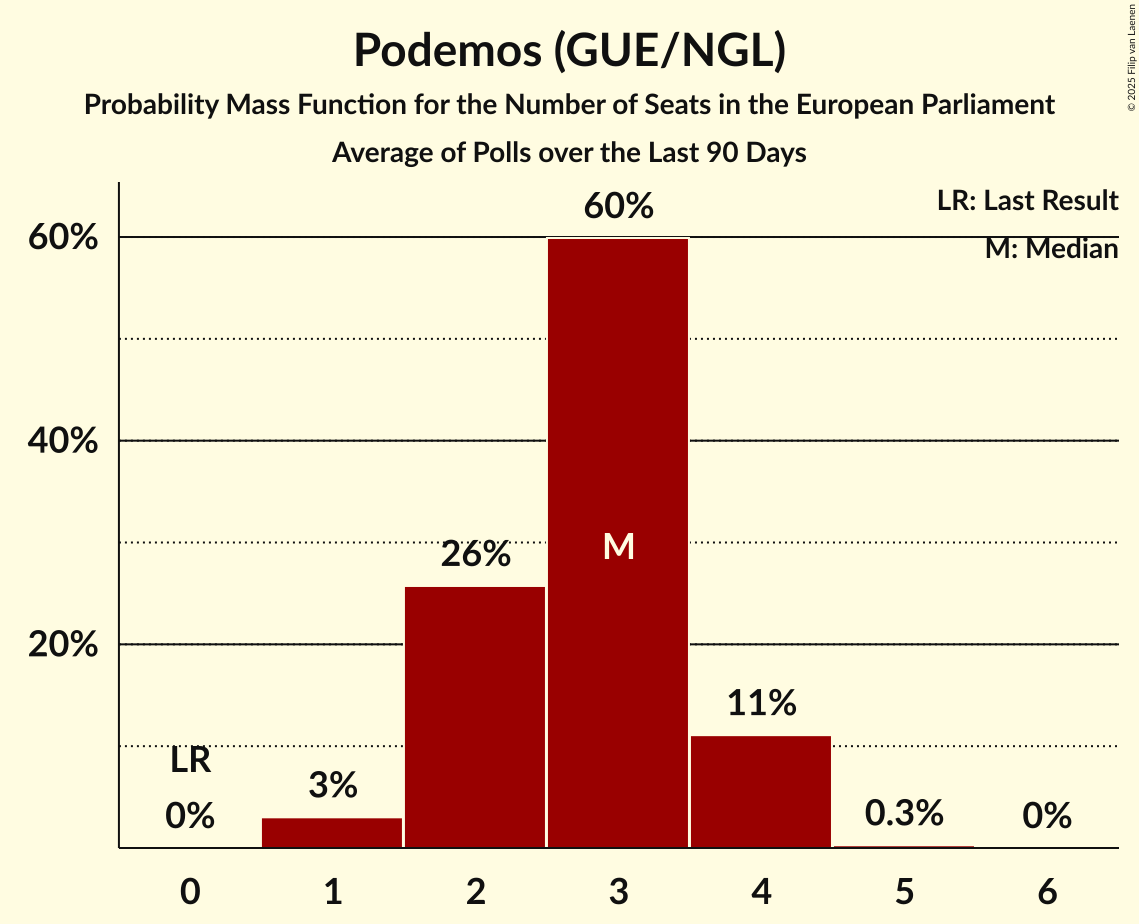 Podemos (GUE/NGL)
Probability Mass Function for the Number of Seats in the European Parliament
Average of Polls over the Last 90 Days
© 2025 Filip van Laenen
LR: Last Result
M: Median
60%
60%
40%
20%
LR
0%
3%
26%
M
11%
0.3%
0%
0 1 2 3 4 5 6